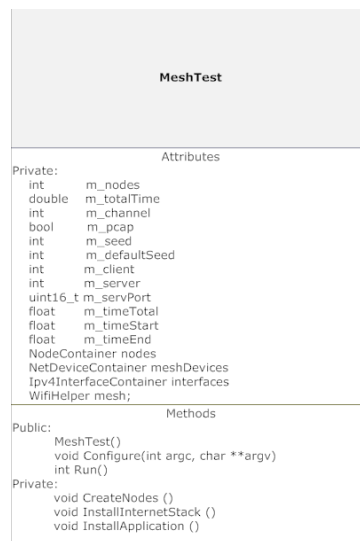 MeshTest
Attributes
Private:
int m_nodes
double m_totalTime
int m_channel
bool m_pcap
int m_seed
int m_defaultSeed
int m_client
int m_server
uint16_t m_servPort
float m_timeTotal
float m_timeStart
float m_timeEnd
NodeContainer nodes
NetDeviceContainer meshDevices
Ipv4InterfaceContainer interfaces
WifiHelper mesh;
Methods
Public:
MeshTest()
void Configure(int argc, char **argv)
int Run()
Private:
void CreateNodes ()
void InstallInternetStack ()
void InstallApplication ()